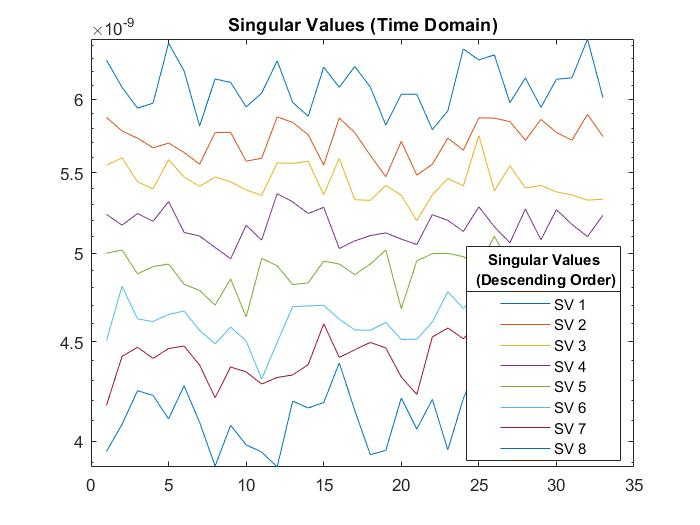 ×10⁻⁹
Singular Values (Time Domain)
6
5.5
5
4.5
4
Singular Values
(Descending Order)
SV 1
SV 2
SV 3
SV 4
SV 5
SV 6
SV 7
SV 8
0 5 10 15 20 25 30 35